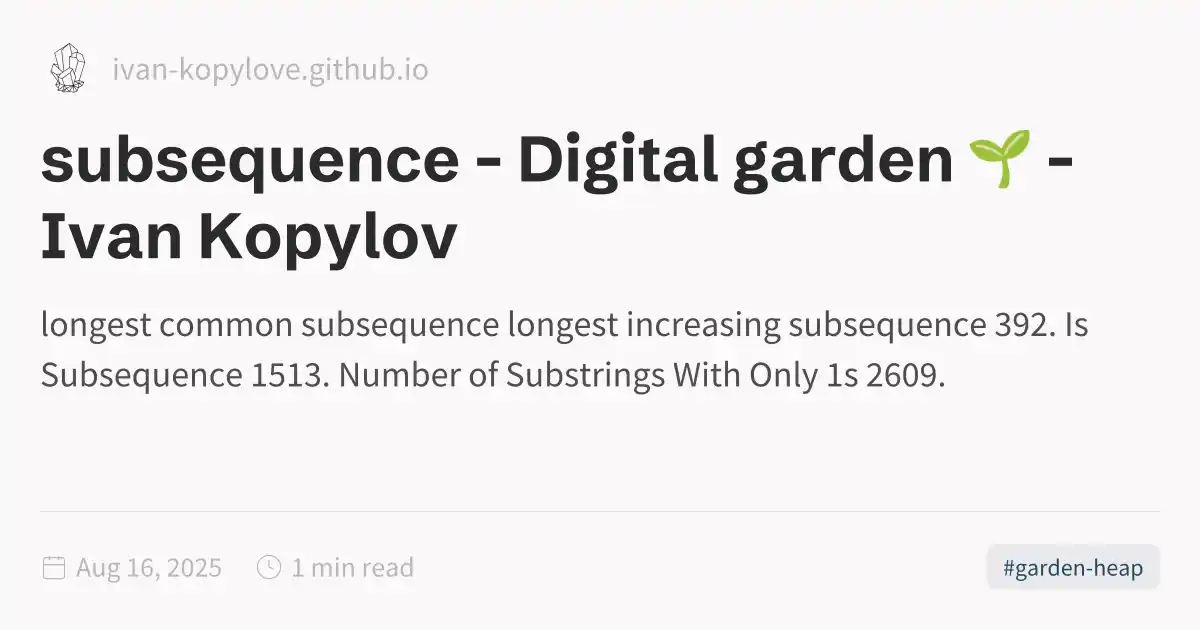 ivan-kopylove.github.io
subsequence - Digital garden 🌱 -
Ivan Kopylov
longest common subsequence longest increasing subsequence 392. Is
Subsequence 1513. Number of Substrings With Only 1s 2609.
Aug 16, 2025 1 min read #garden-heap